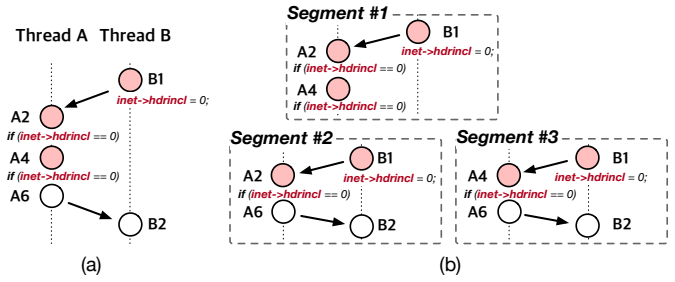 Thread A Thread B
B1
inet->hdrincl = 0;
A2
if (inet->hdrincl == 0)
A4
if (inet->hdrincl == 0)
A6
B2
(a)
Segment #1
B1
A2
inet->hdrincl = 0;
if (inet->hdrincl == 0)
A4
if (inet->hdrincl == 0)
Segment #2
B1
A2
inet->hdrincl = 0;
if (inet->hdrincl == 0)
A6
B2
Segment #3
B1
A4
inet->hdrincl = 0;
if (inet->hdrincl == 0)
A6
B2
(b)